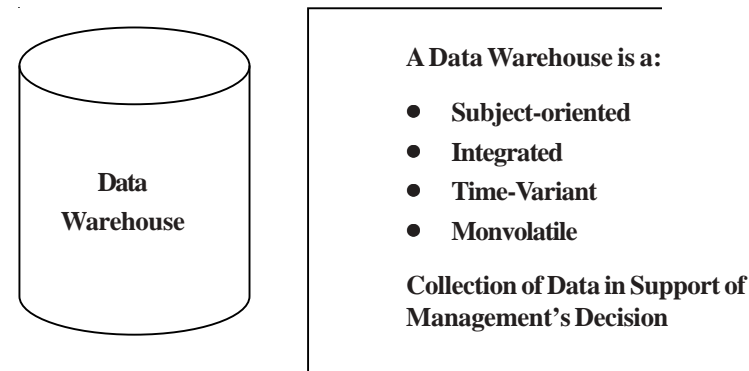 Data
Warehouse
A Data Warehouse is a:
● Subject-oriented
● Integrated
● Time-Variant
● Monvolatile
Collection of Data in Support of
Management's Decision